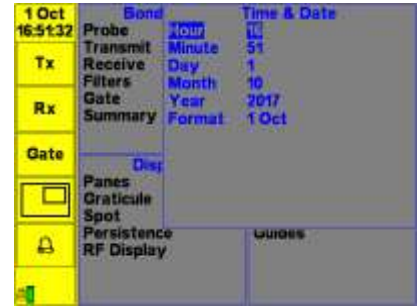 1 Oct
16:51:32
Tx
Rx
Gate
Bond
Probe
Transmit
Receive
Filters
Gate
Summary
Time & Date
Hour 16
Minute 51
Day 1
Month 10
Year 2017
Format 1 Oct
Panes
Graticule
Spot
Persistence
RF Display
Guides